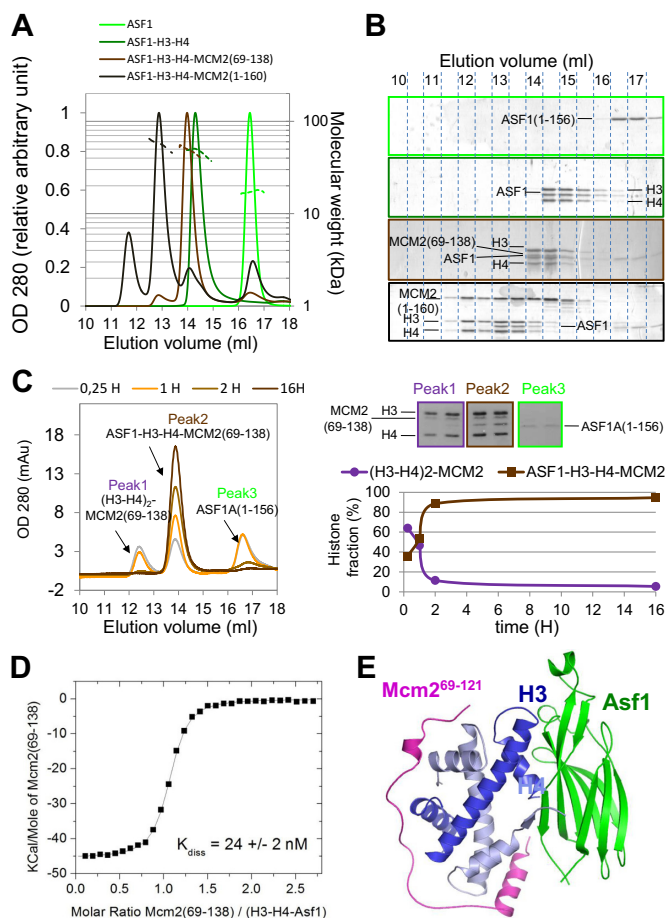 A
ASF1
ASF1-H3-H4
ASF1-H3-H4-MCM2(69-138)
ASF1-H3-H4-MCM2(1-160)
OD 280 (relative arbitrary unit)
1
0.8
0.6
0.4
0.2
0
100
10
1
Molecular weight (kDa)
10 11 12 13 14 15 16 17 18
Elution volume (ml)
B
Elution volume (ml)
10 11 12 13 14 15 16 17
ASF1(1-156)
ASF1
H3
H4
MCM2(69-138)
H3
ASF1
H4
MCM2
(1-160)
H3
H4
ASF1
C
0,25 H 1 H 2 H 16H
OD 280 (mAu)
18
13
8
3
-2
Peak2
ASF1-H3-H4-MCM2(69-138)
Peak1
(H3-H4)2-
MCM2(69-138)
Peak3
ASF1A(1-156)
10 11 12 13 14 15 16 17 18
Elution volume (ml)
Peak1 Peak2 Peak3
MCM2
(69-138)
H3
H4
ASF1A(1-156)
(H3-H4)2-MCM2 ASF1-H3-H4-MCM2
Histone
fraction (%)
100
80
60
40
20
0
0 2 4 6 8 10 12 14 16
time (H)
D
KCal/Mole of Mcm2(69-138)
0
-10
-20
-30
-40
-50
Kdiss = 24 +/- 2 nM
0.0 0.5 1.0 1.5 2.0 2.5
Molar Ratio Mcm2(69-138) / (H3-H4-Asf1)
E
Mcm269-121
H3
Asf1
H4